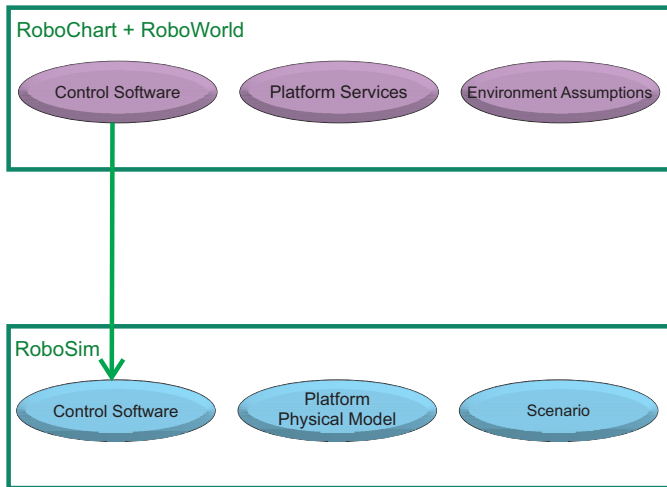 RoboChart + RoboWorld
Control Software
Platform Services
Environment Assumptions
RoboSim
Control Software
Platform
Physical Model
Scenario